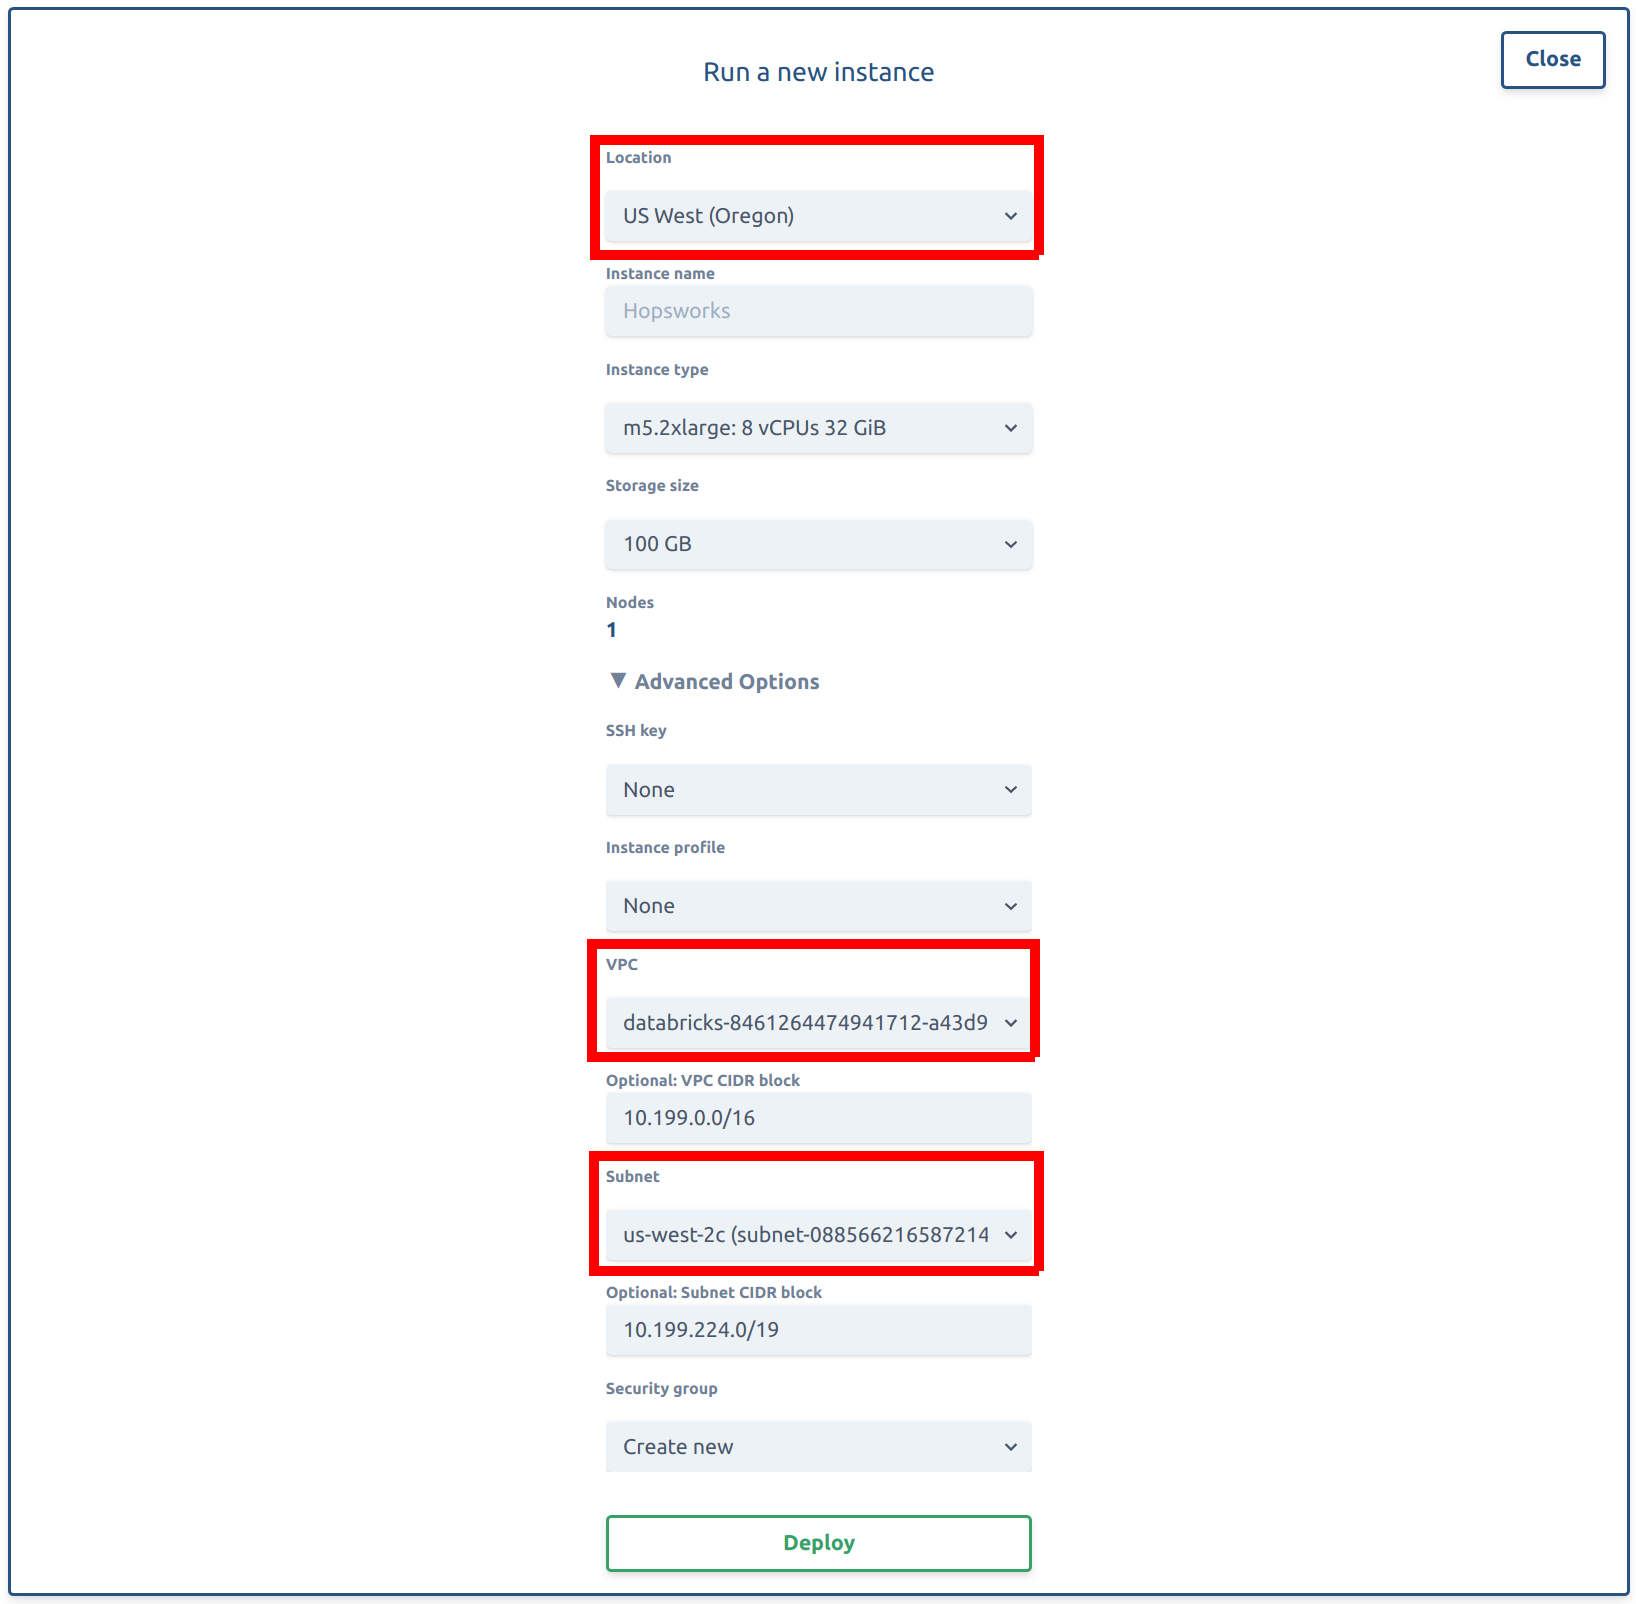 Close
Run a new instance
Location
US West (Oregon)
Instance name
Hopsworks
Instance type
m5.2xlarge: 8 vCPUs 32 GiB
Storage size
100 GB
Nodes
1
▼ Advanced Options
SSH key
None
Instance profile
None
VPC
databricks-8461264474941712-a43d9
Optional: VPC CIDR block
10.199.0.0/16
Subnet
us-west-2c (subnet-088566216587214
Optional: Subnet CIDR block
10.199.224.0/19
Security group
Create new
Deploy